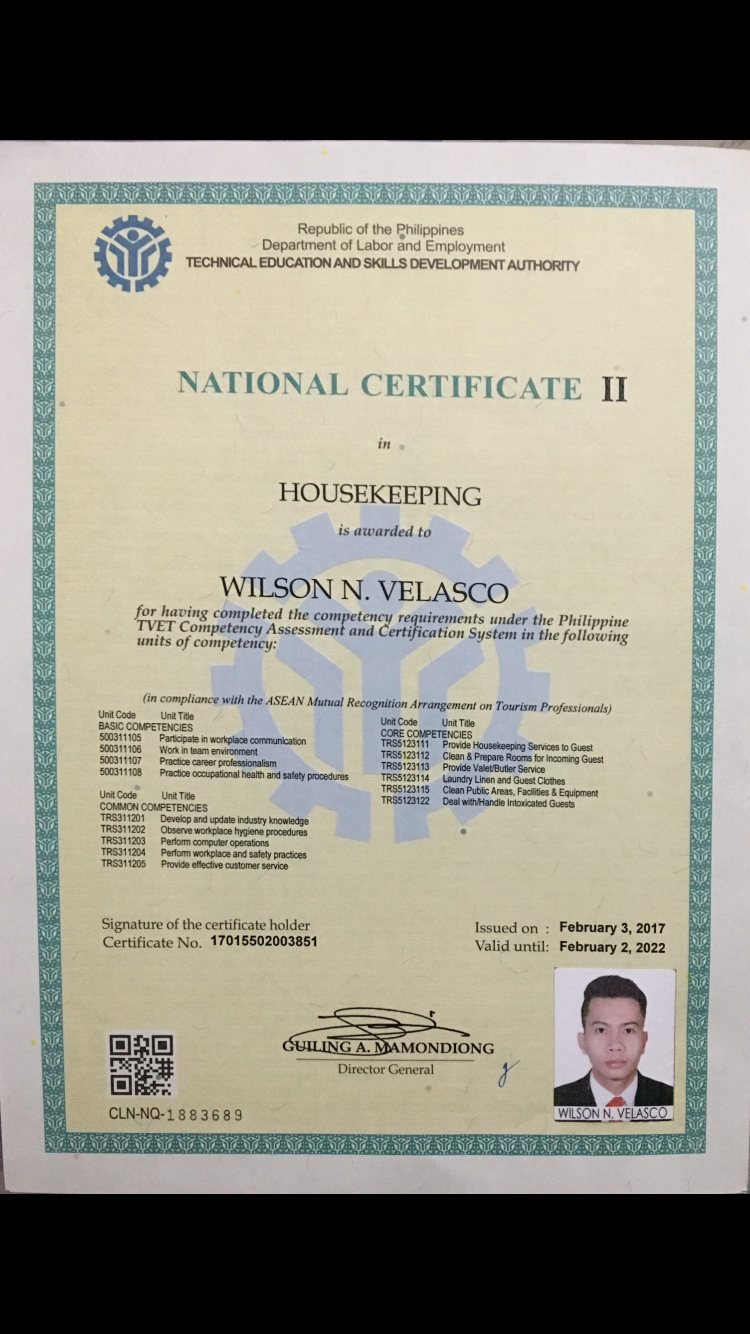 Republic of the Philippines
Department of Labor and Employment
TECHNICAL EDUCATION AND SKILLS DEVELOPMENT AUTHORITY
NATIONAL CERTIFICATE II
in
HOUSEKEEPING
is awarded to
WILSON N. VELASCO
for having completed the competency requirements under the Philippine
TVET Competency Assessment and Certification System in the following
units of competency:
(in compliance with the ASEAN Mutual Recognition Arrangement on Tourism Professionals)
Unit Code Unit Title
BASIC COMPETENCIES
500311105 Participate in workplace communication
500311106 Work in team environment
500311107 Practice career professionalism
500311108 Practice occupational health and safety procedures
Unit Code Unit Title
COMMON COMPETENCIES
TRS311201 Develop and update industry knowledge
TRS311202 Observe workplace hygiene procedures
TRS311203 Perform computer operations
TRS311204 Perform workplace and safety practices
TRS311205 Provide effective customer service
Unit Code Unit Title
CORE COMPETENCIES
TRS5123111 Provide Housekeeping Services to Guest
TRS5123112 Clean & Prepare Rooms for Incoming Guest
TRS5123113 Provide Valet/Butler Service
TRS5123114 Laundry Linen and Guest Clothes
TRS5123115 Clean Public Areas, Facilities & Equipment
TRS5123122 Deal with/Handle Intoxicated Guests
Signature of the certificate holder
Certificate No. 17015502003851
Issued on : February 3, 2017
Valid until: February 2, 2022
GUILING A. MAMONDIONG
Director General
CLN-NQ-1883689
WILSON N. VELASCO